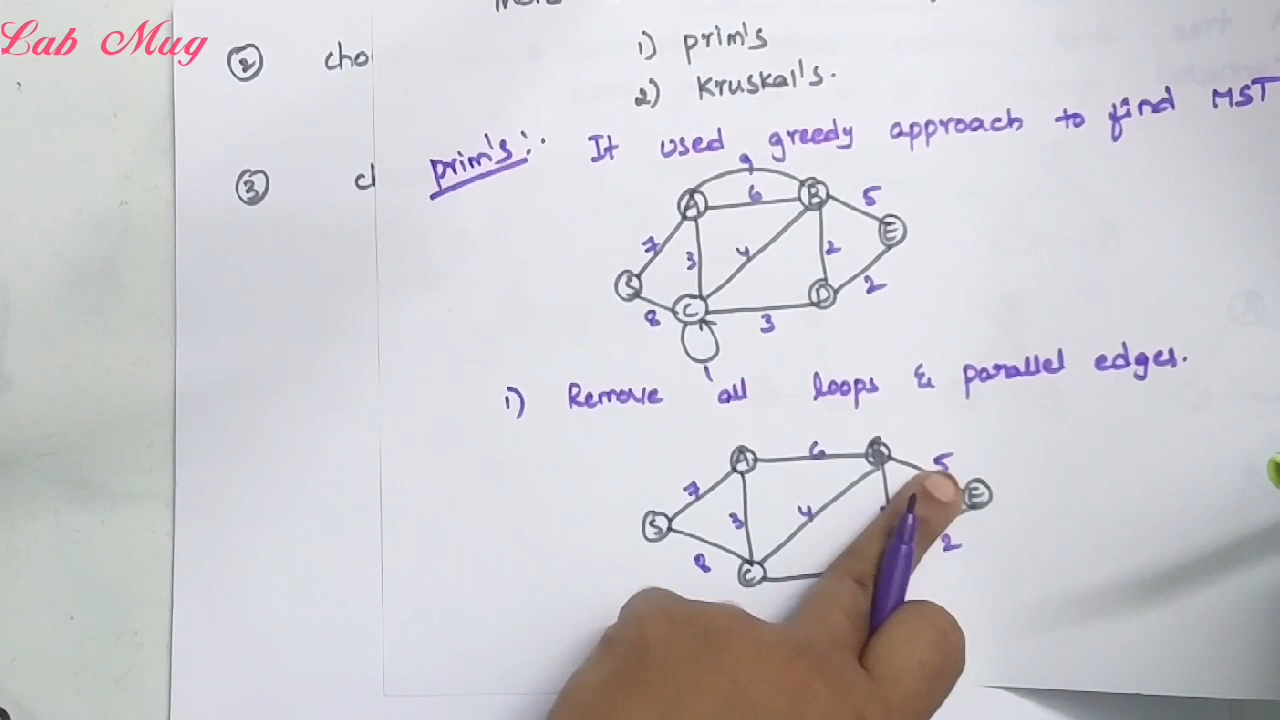 Lab Mug
1) prim's
2) Kruskal's.
2 cho
prim's:- It used greedy approach to find MST
3
9
A 6 B 5
E
7 3 4 2
S
8 C 3 D 2
1
1) Remove all loops & parallel edges.
A 6 B 5
7 3 4 E
S
8 C 2